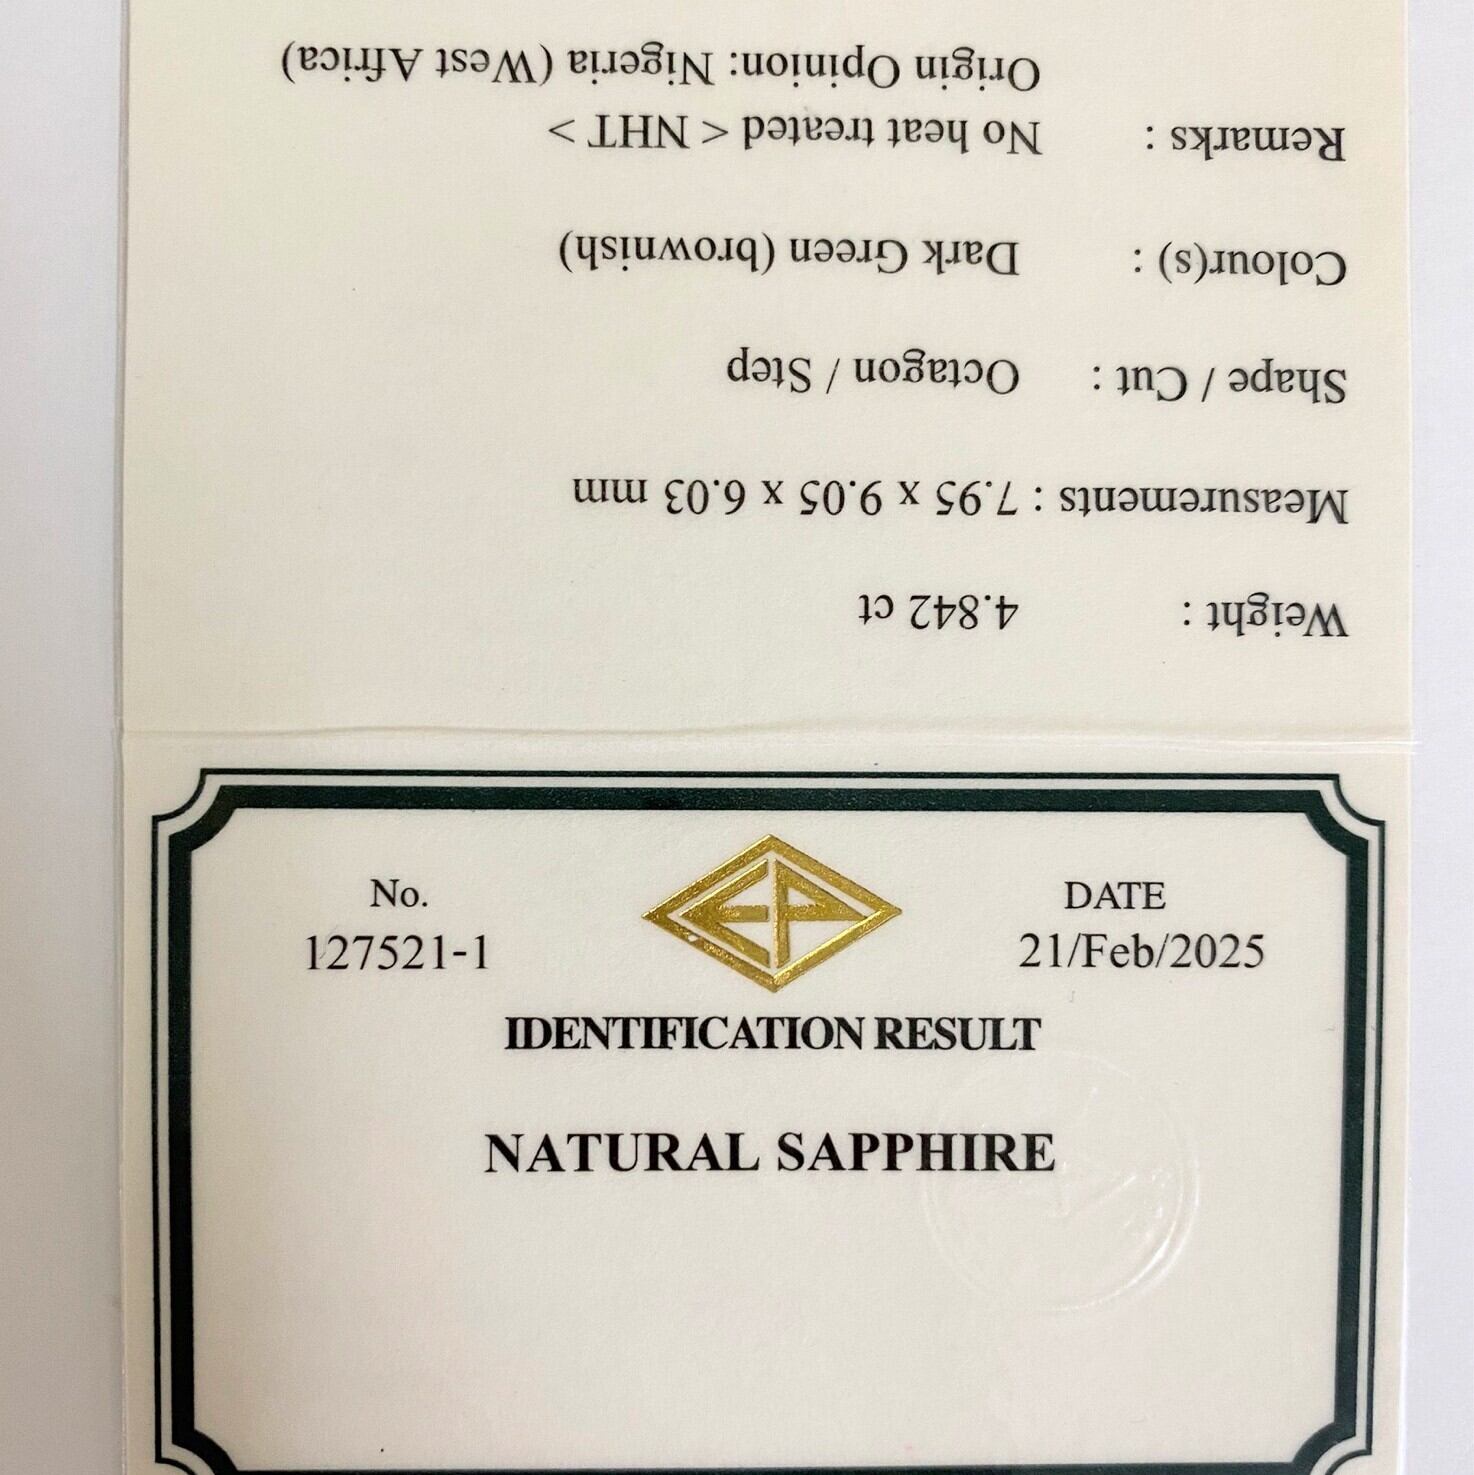 Weight : 4.842 ct
Measurements : 7.95 x 9.05 x 6.03 mm
Shape / Cut : Octagon / Step
Colour(s) : Dark Green (brownish)
Remarks : No heat treated < NHT >
Origin Opinion: Nigeria (West Africa)
No. DATE
127521-1 21/Feb/2025
IDENTIFICATION RESULT
NATURAL SAPPHIRE